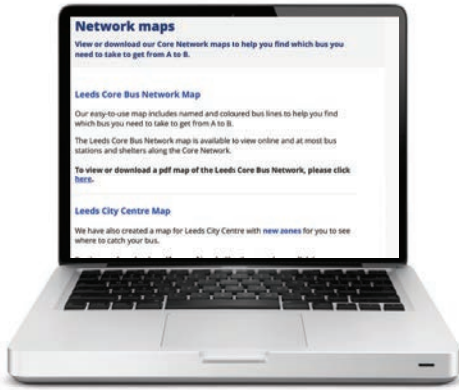 Network maps
View or download our Core Network maps to help you find which bus you
need to take to get from A to B.
Leeds Core Bus Network Map
Our easy-to-use map includes named and coloured bus lines to help you find
which bus you need to take to get from A to B.
The Leeds Core Bus Network map is available to view online and at most bus
stations and shelters along the Core Network.
To view or download a pdf map of the Leeds Core Bus Network, please click
here.
Leeds City Centre Map
We have also created a map for Leeds City Centre with new zones for you to see
where to catch your bus.